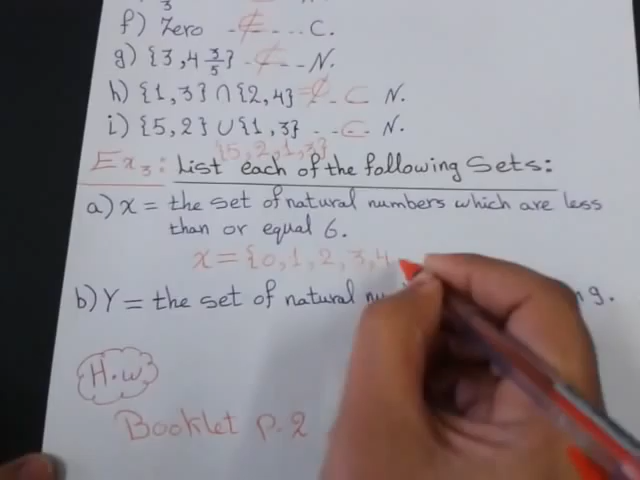 3
f) Zero -∉--- C.
g) {3,4 3/5} -⊄-- N.
h) {1,3} ∩ {2,4} =∅-⊂ N.
i) {5,2} ∪ {1,3} --⊂- N.
{5,2,1,3}
Ex3: List each of the following Sets:
a) x = the set of natural numbers which are less
than or equal 6.
x = {0,1,2,3,4
b) Y = the set of natural 9.
H.w
Booklet P.2